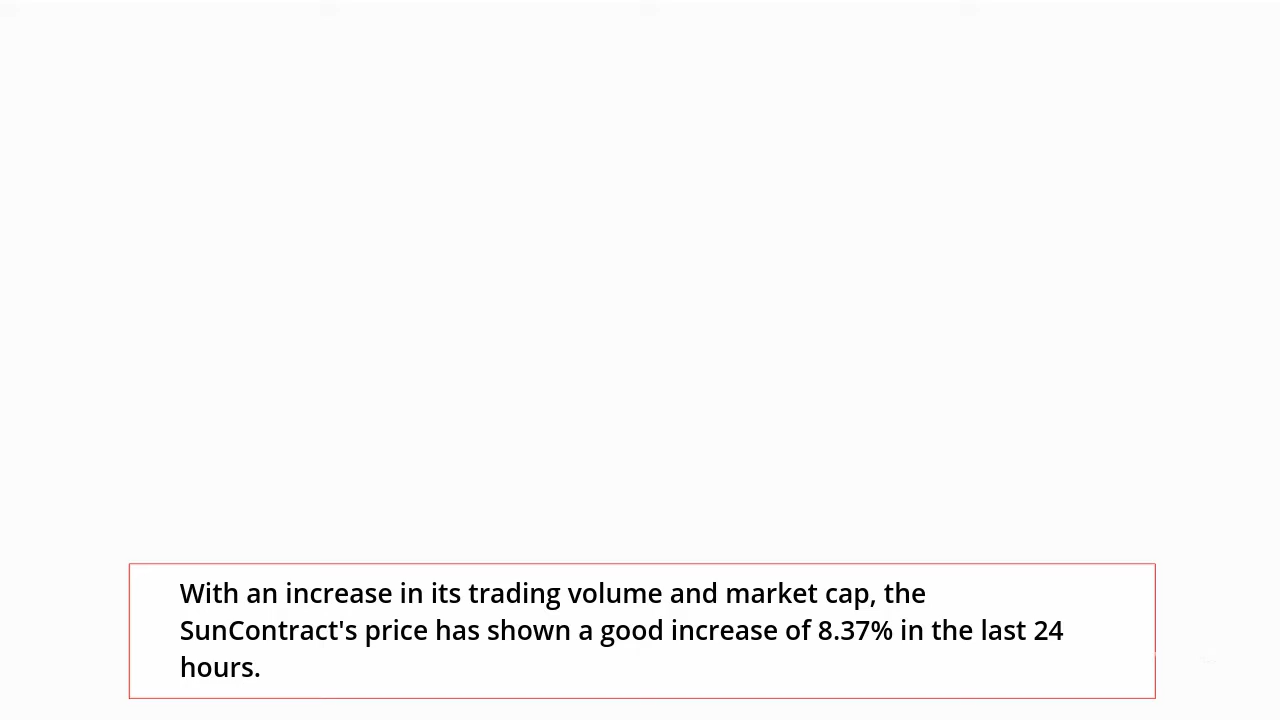 With an increase in its trading volume and market cap, the
SunContract's price has shown a good increase of 8.37% in the last 24
hours.